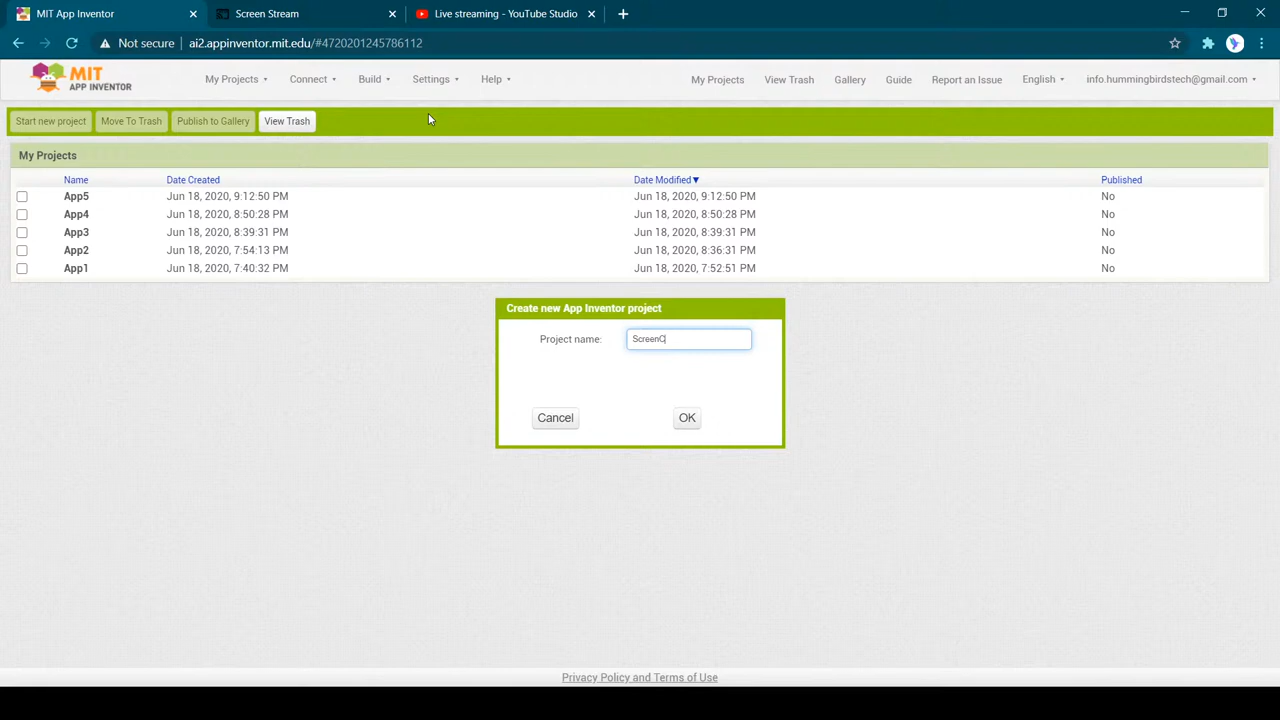 MIT App Inventor
Screen Stream
Live streaming - YouTube Studio
Not secure
ai2.appinventor.mit.edu/#4720201245786112
MIT
APP INVENTOR
My Projects
Connect
Build
Settings
Help
My Projects
View Trash
Gallery
Guide
Report an Issue
English
info.hummingbirdstech@gmail.com
Start new project
Move To Trash
Publish to Gallery
View Trash
My Projects
Name Date Created Date Modified▼ Published
App5 Jun 18, 2020, 9:12:50 PM Jun 18, 2020, 9:12:50 PM No
App4 Jun 18, 2020, 8:50:28 PM Jun 18, 2020, 8:50:28 PM No
App3 Jun 18, 2020, 8:39:31 PM Jun 18, 2020, 8:39:31 PM No
App2 Jun 18, 2020, 7:54:13 PM Jun 18, 2020, 8:36:31 PM No
App1 Jun 18, 2020, 7:40:32 PM Jun 18, 2020, 7:52:51 PM No
Create new App Inventor project
Project name: ScreenC
Cancel OK
Privacy Policy and Terms of Use